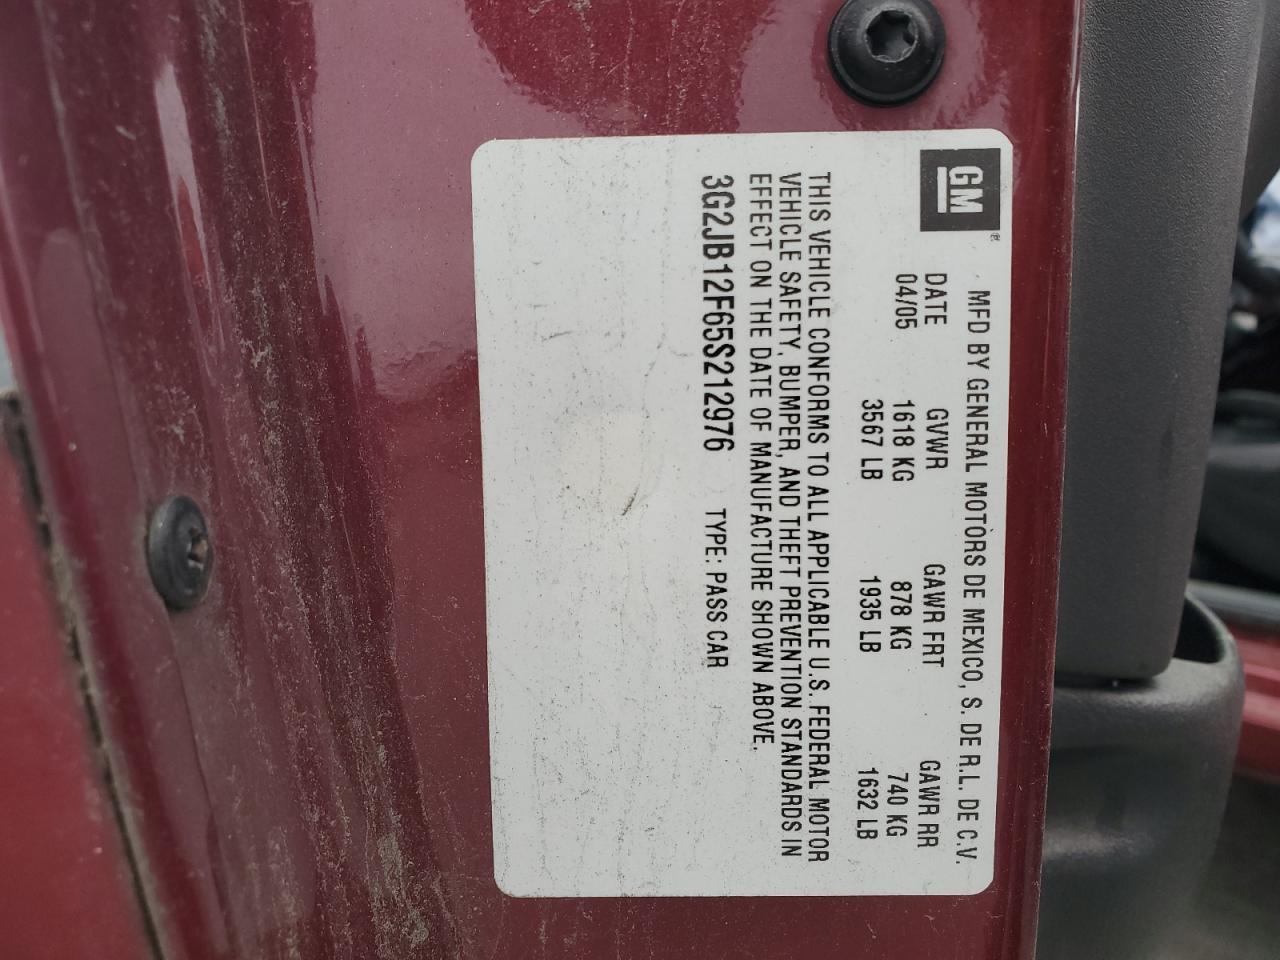 GM
MFD BY GENERAL MOTORS DE MEXICO, S. DE R.L. DE C.V.
DATE GVWR GAWR FRT GAWR RR
04/05 1618 KG 878 KG 740 KG
3567 LB 1935 LB 1632 LB
THIS VEHICLE CONFORMS TO ALL APPLICABLE U.S. FEDERAL MOTOR
VEHICLE SAFETY, BUMPER, AND THEFT PREVENTION STANDARDS IN
EFFECT ON THE DATE OF MANUFACTURE SHOWN ABOVE.
3G2JB12F65S212976 TYPE: PASS CAR